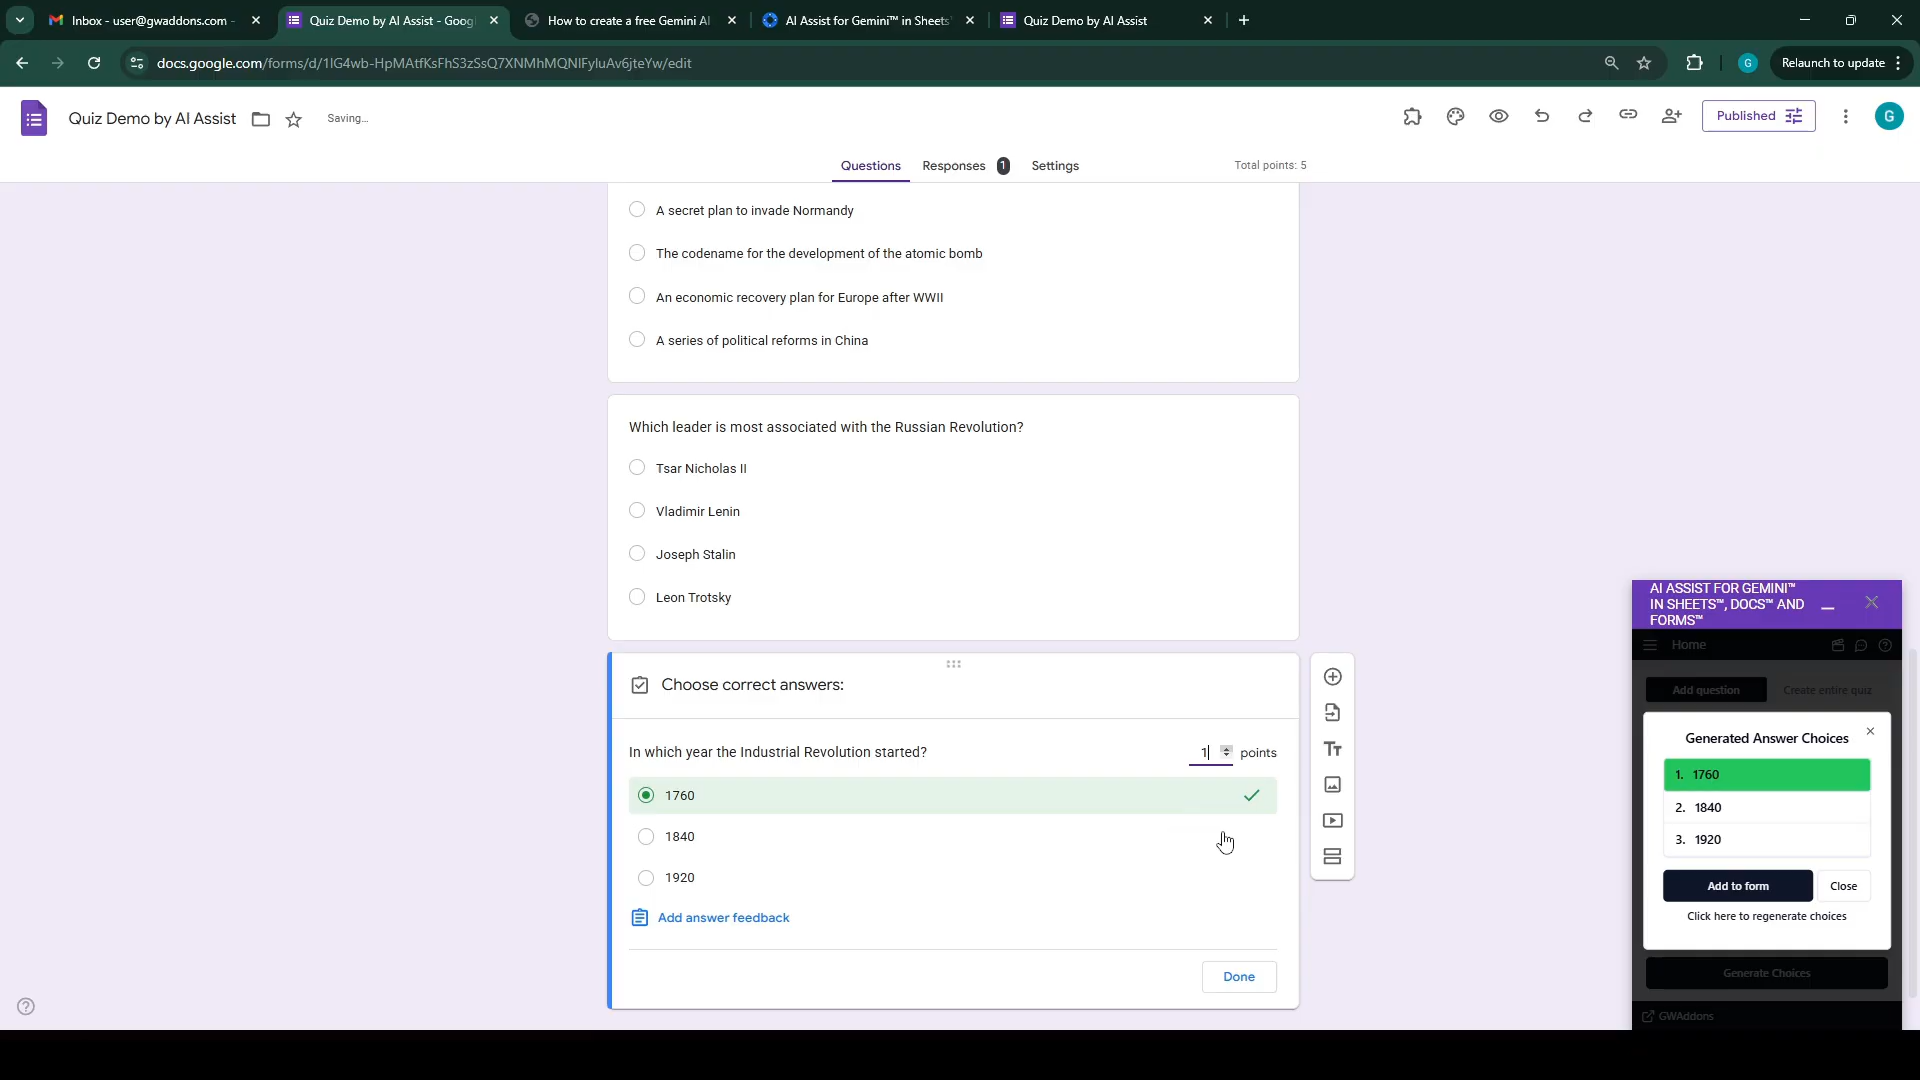 Inbox - user@gwaddons.com -
Quiz Demo by AI Assist - Goog
How to create a free Gemini AI
AI Assist for Gemini™ in Sheets
Quiz Demo by AI Assist
docs.google.com/forms/d/1IG4wb-HpMAtfKsFhS3zSsQ7XNMhMQNIFyluAv6jteYw/edit
G
Relaunch to update
Quiz Demo by AI Assist
Saving...
Published
G
Questions
Responses 1
Settings
Total points: 5
A secret plan to invade Normandy
The codename for the development of the atomic bomb
An economic recovery plan for Europe after WWII
A series of political reforms in China
Which leader is most associated with the Russian Revolution?
Tsar Nicholas II
Vladimir Lenin
Joseph Stalin
Leon Trotsky
Choose correct answers:
In which year the Industrial Revolution started?
1 points
1760
1840
1920
Add answer feedback
Done
AI ASSIST FOR GEMINI™
IN SHEETS™, DOCS™ AND
FORMS™
Home
Add question
Create entire quiz
Generated Answer Choices
1. 1760
2. 1840
3. 1920
Add to form
Close
Click here to regenerate choices
Generate Choices
GWAddons